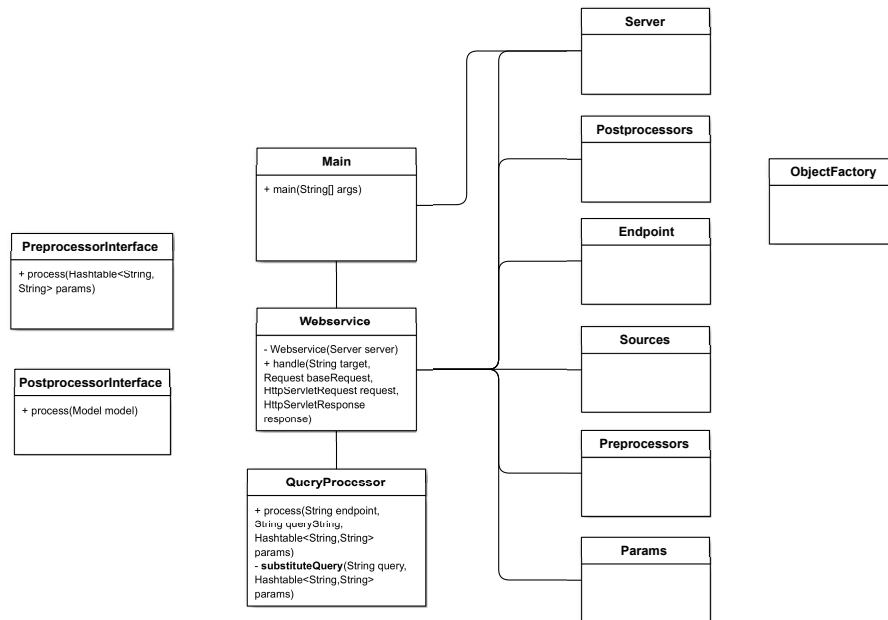 Server
Postprocessors
Main
+ main(String[] args)
ObjectFactory
Endpoint
PreprocessorInterface
+ process(Hashtable<String,
String> params)
Webservice
- Webservice(Server server)
+ handle(String target,
Request baseRequest,
HttpServletRequest request,
HttpServletResponse
response)
Sources
PostprocessorInterface
+ process(Model model)
Preprocessors
QueryProcessor
+ process(String endpoint,
String queryString,
Hashtable<String,String>
params)
- substituteQuery(String query,
Hashtable<String,String>
params)
Params